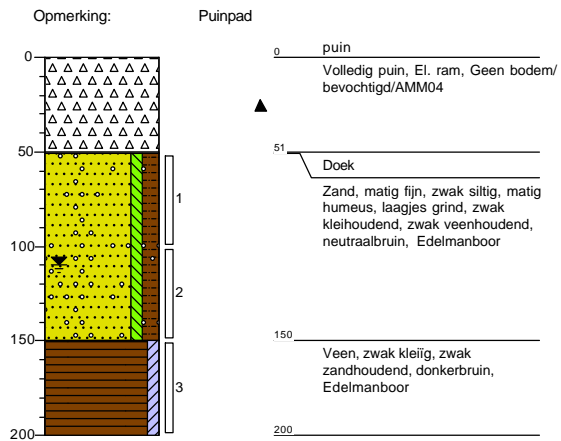 Opmerking: Puinpad
0
50
100
150
200
1
2
3
0 puin
Volledig puin, El. ram, Geen bodem/
bevochtigd/AMM04
51
Doek
Zand, matig fijn, zwak siltig, matig
humeus, laagjes grind, zwak
kleihoudend, zwak veenhoudend,
neutraalbruin, Edelmanboor
150
Veen, zwak kleiïg, zwak
zandhoudend, donkerbruin,
Edelmanboor
200